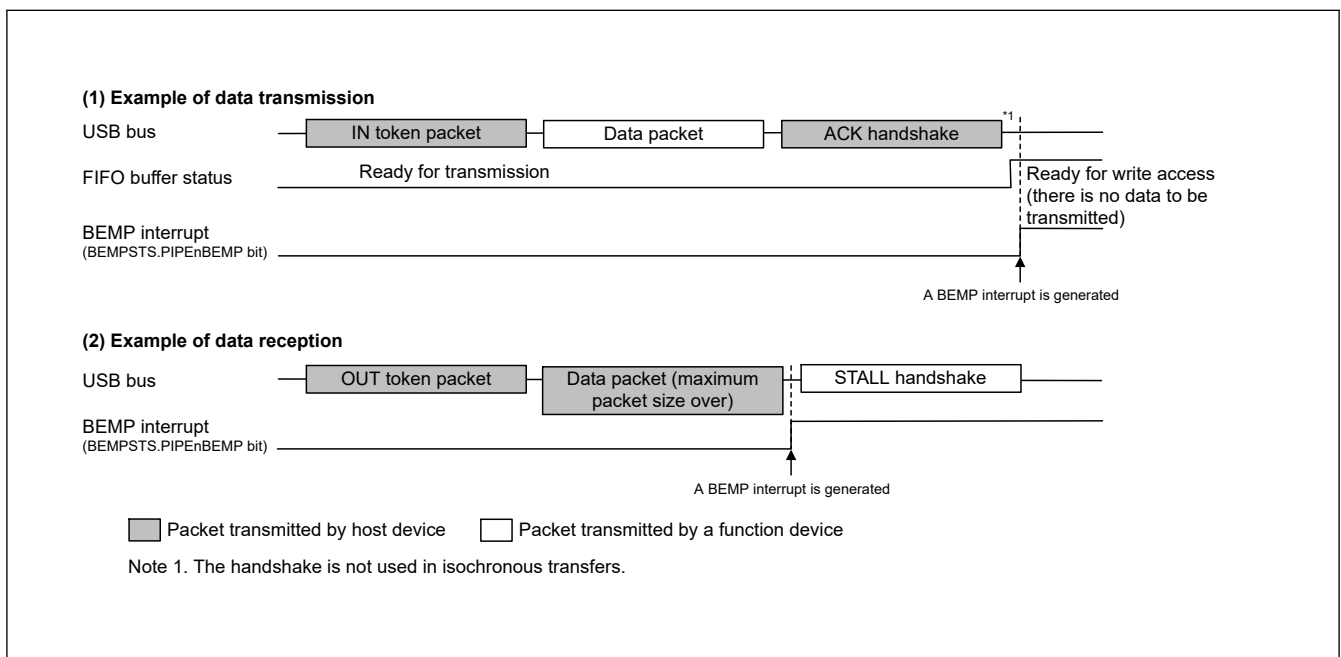 (1) Example of data transmission
USB bus
IN token packet
Data packet
ACK handshake
*1
FIFO buffer status
Ready for transmission
Ready for write access
(there is no data to be
transmitted)
BEMP interrupt
(BEMPSTS.PIPEnBEMP bit)
A BEMP interrupt is generated
(2) Example of data reception
USB bus
OUT token packet
Data packet (maximum
packet size over)
STALL handshake
BEMP interrupt
(BEMPSTS.PIPEnBEMP bit)
A BEMP interrupt is generated
Packet transmitted by host device
Packet transmitted by a function device
Note 1. The handshake is not used in isochronous transfers.